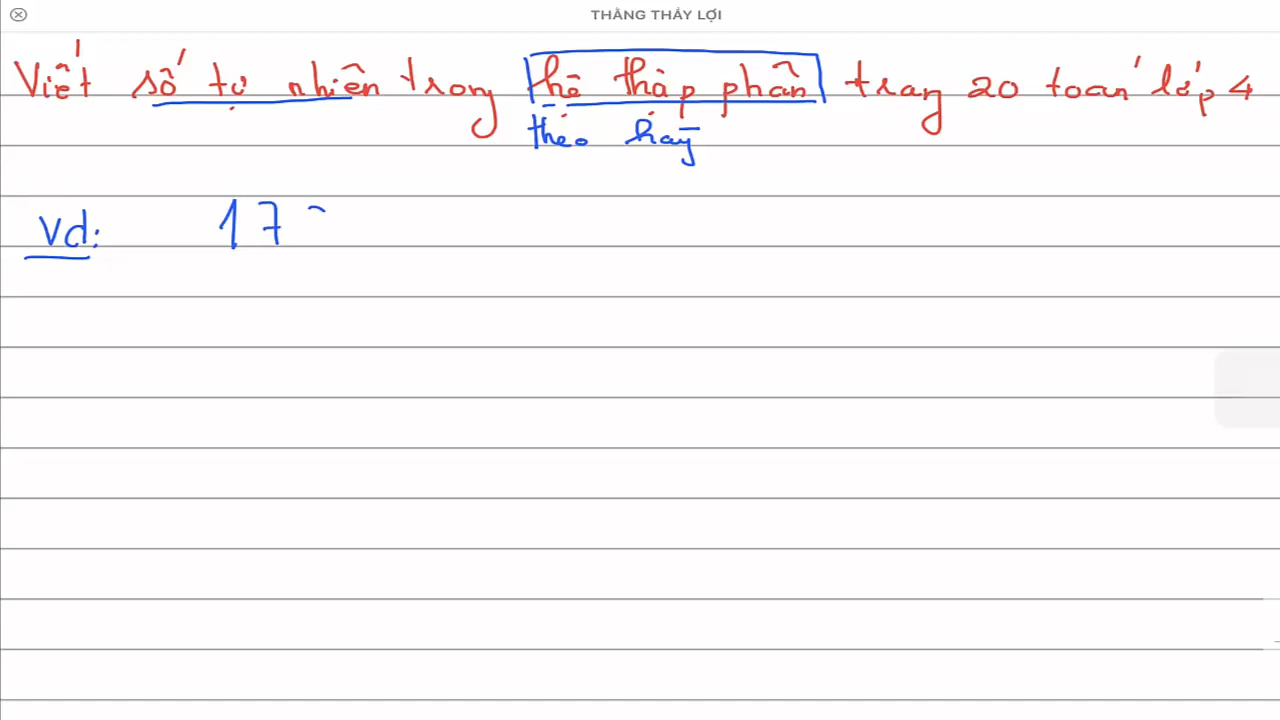 THẰNG THẦY LỢI
Viết số tự nhiên trong hệ thập phân trang 20 toán lớp 4
theo hàng
vd: 17